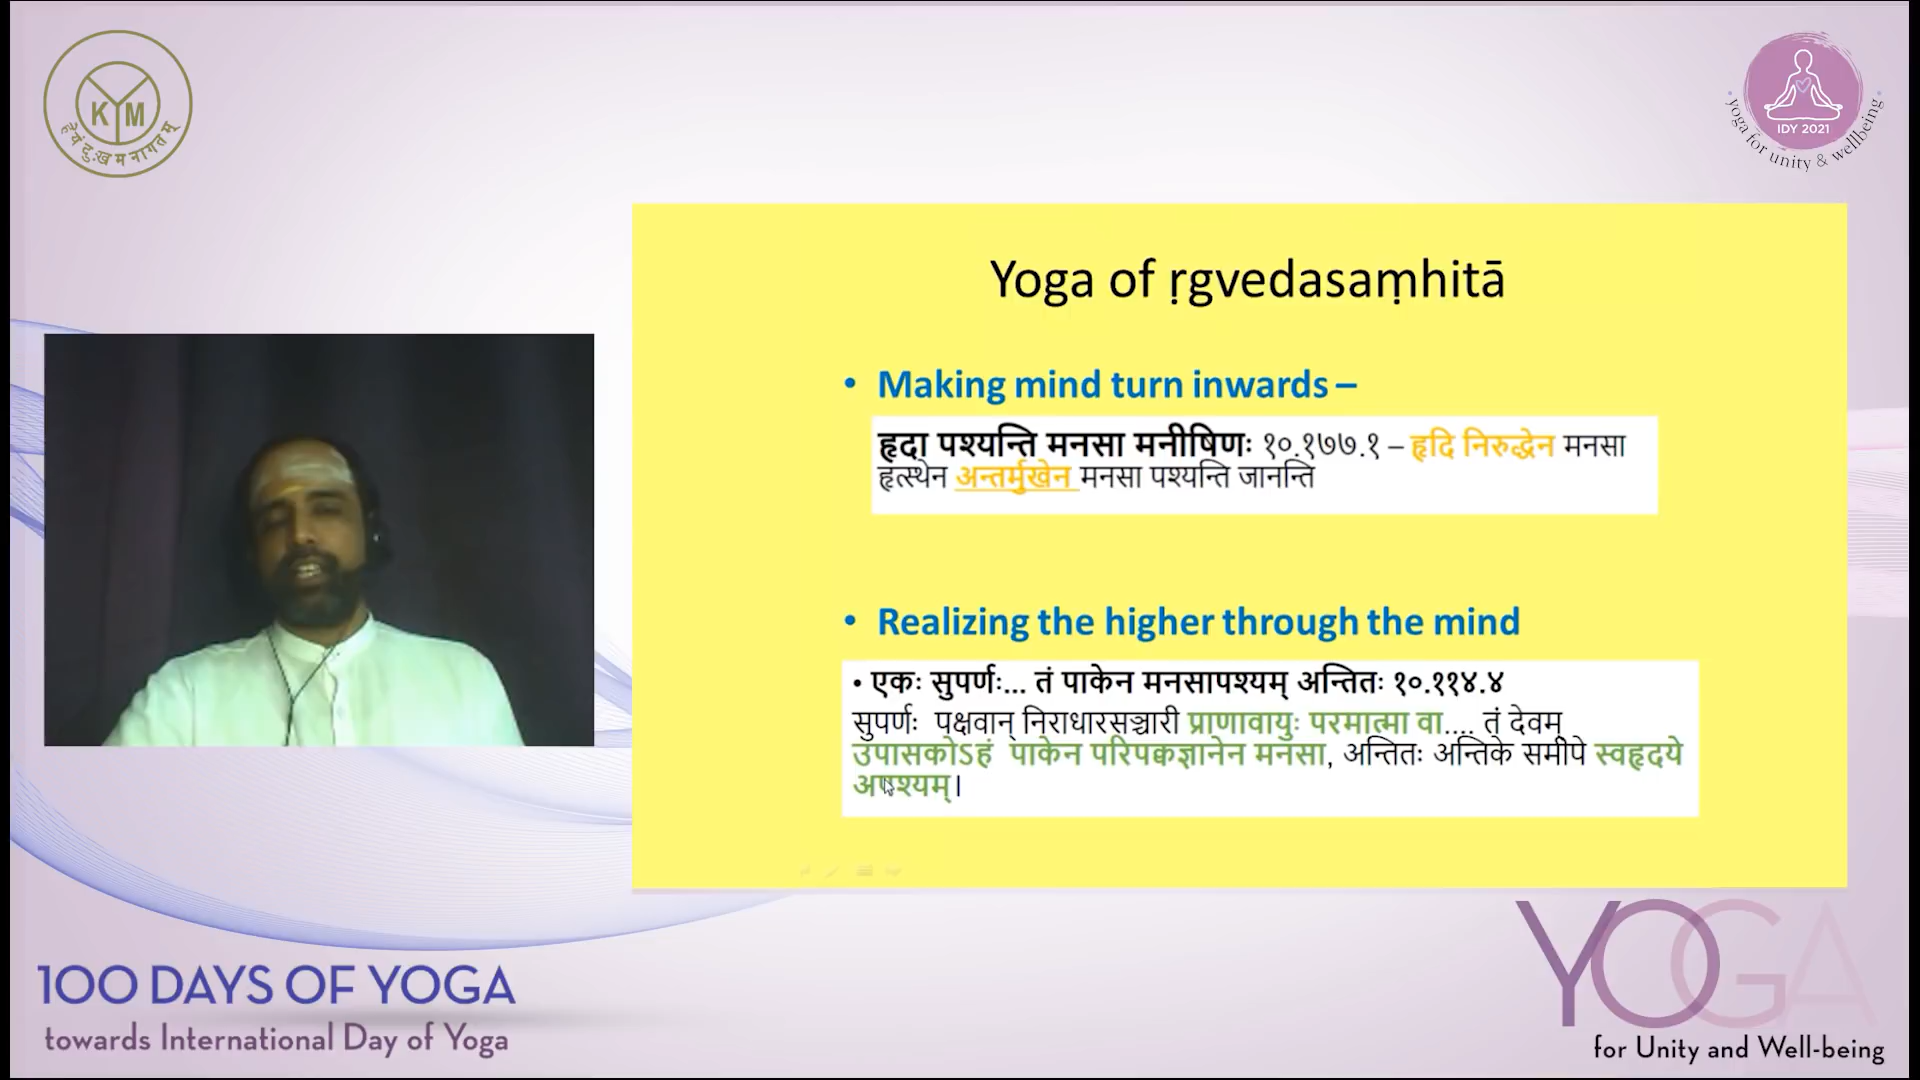 KYM
हेयं दुःखमनागतम्
IDY 2021
yoga for unity & wellbeing
Yoga of ṛgvedasaṃhitā
• Making mind turn inwards –
हृदा पश्यन्ति मनसा मनीषिणः १०.१७७.१ – हृदि निरुद्धेन मनसा
हृत्स्थेन अन्तर्मुखेन मनसा पश्यन्ति जानन्ति
• Realizing the higher through the mind
• एकः सुपर्णः... तं पाकेन मनसापश्यम् अन्तितः १०.११४.४
सुपर्णः पक्षवान् निराधारसञ्चारी प्राणावायुः परमात्मा वा.... तं देवम्
उपासकोऽहं पाकेन परिपक्वज्ञानेन मनसा, अन्तितः अन्तिके समीपे स्वहृदये
अपश्यम्।
100 DAYS OF YOGA
towards International Day of Yoga
YOGA
for Unity and Well-being